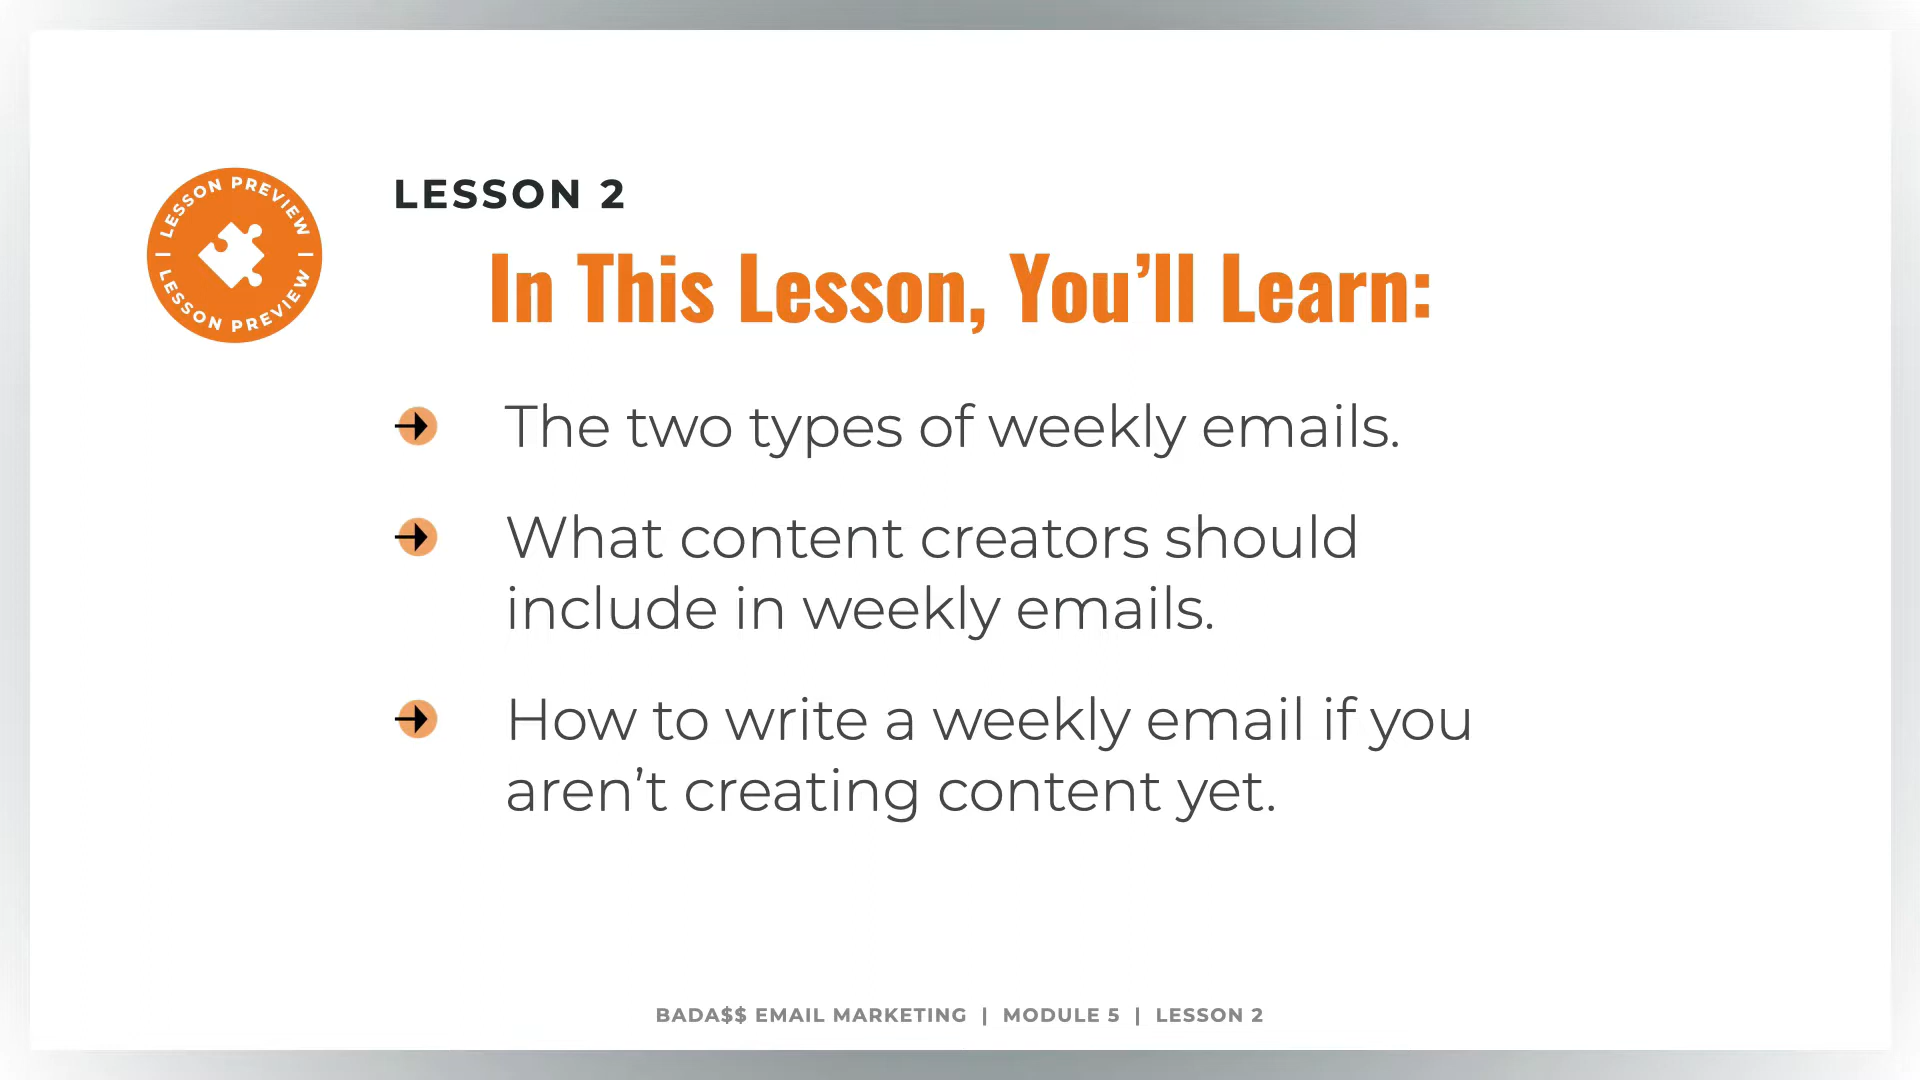 LESSON PREVIEW
LESSON PREVIEW
LESSON 2
In This Lesson, You’ll Learn:
The two types of weekly emails.
What content creators should
include in weekly emails.
How to write a weekly email if you
aren’t creating content yet.
BADA$$ EMAIL MARKETING | MODULE 5 | LESSON 2